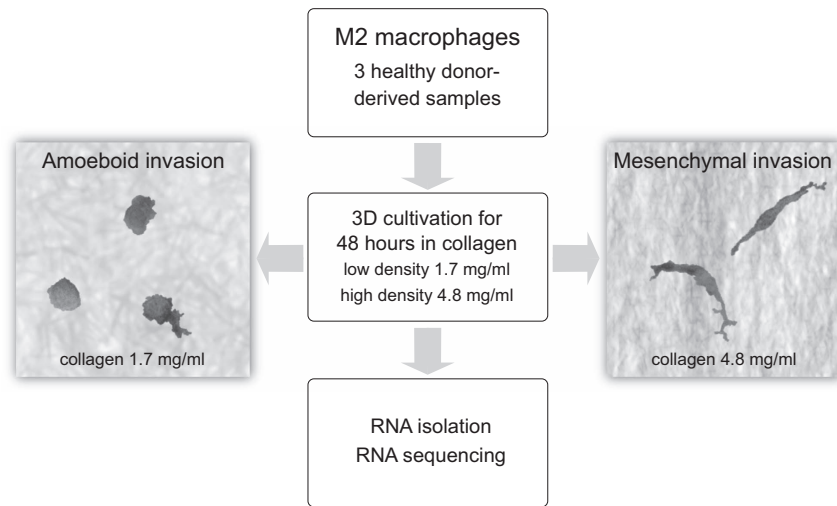 M2 macrophages
3 healthy donor-
derived samples
Amoeboid invasion
collagen 1.7 mg/ml
3D cultivation for
48 hours in collagen
low density 1.7 mg/ml
high density 4.8 mg/ml
Mesenchymal invasion
collagen 4.8 mg/ml
RNA isolation
RNA sequencing